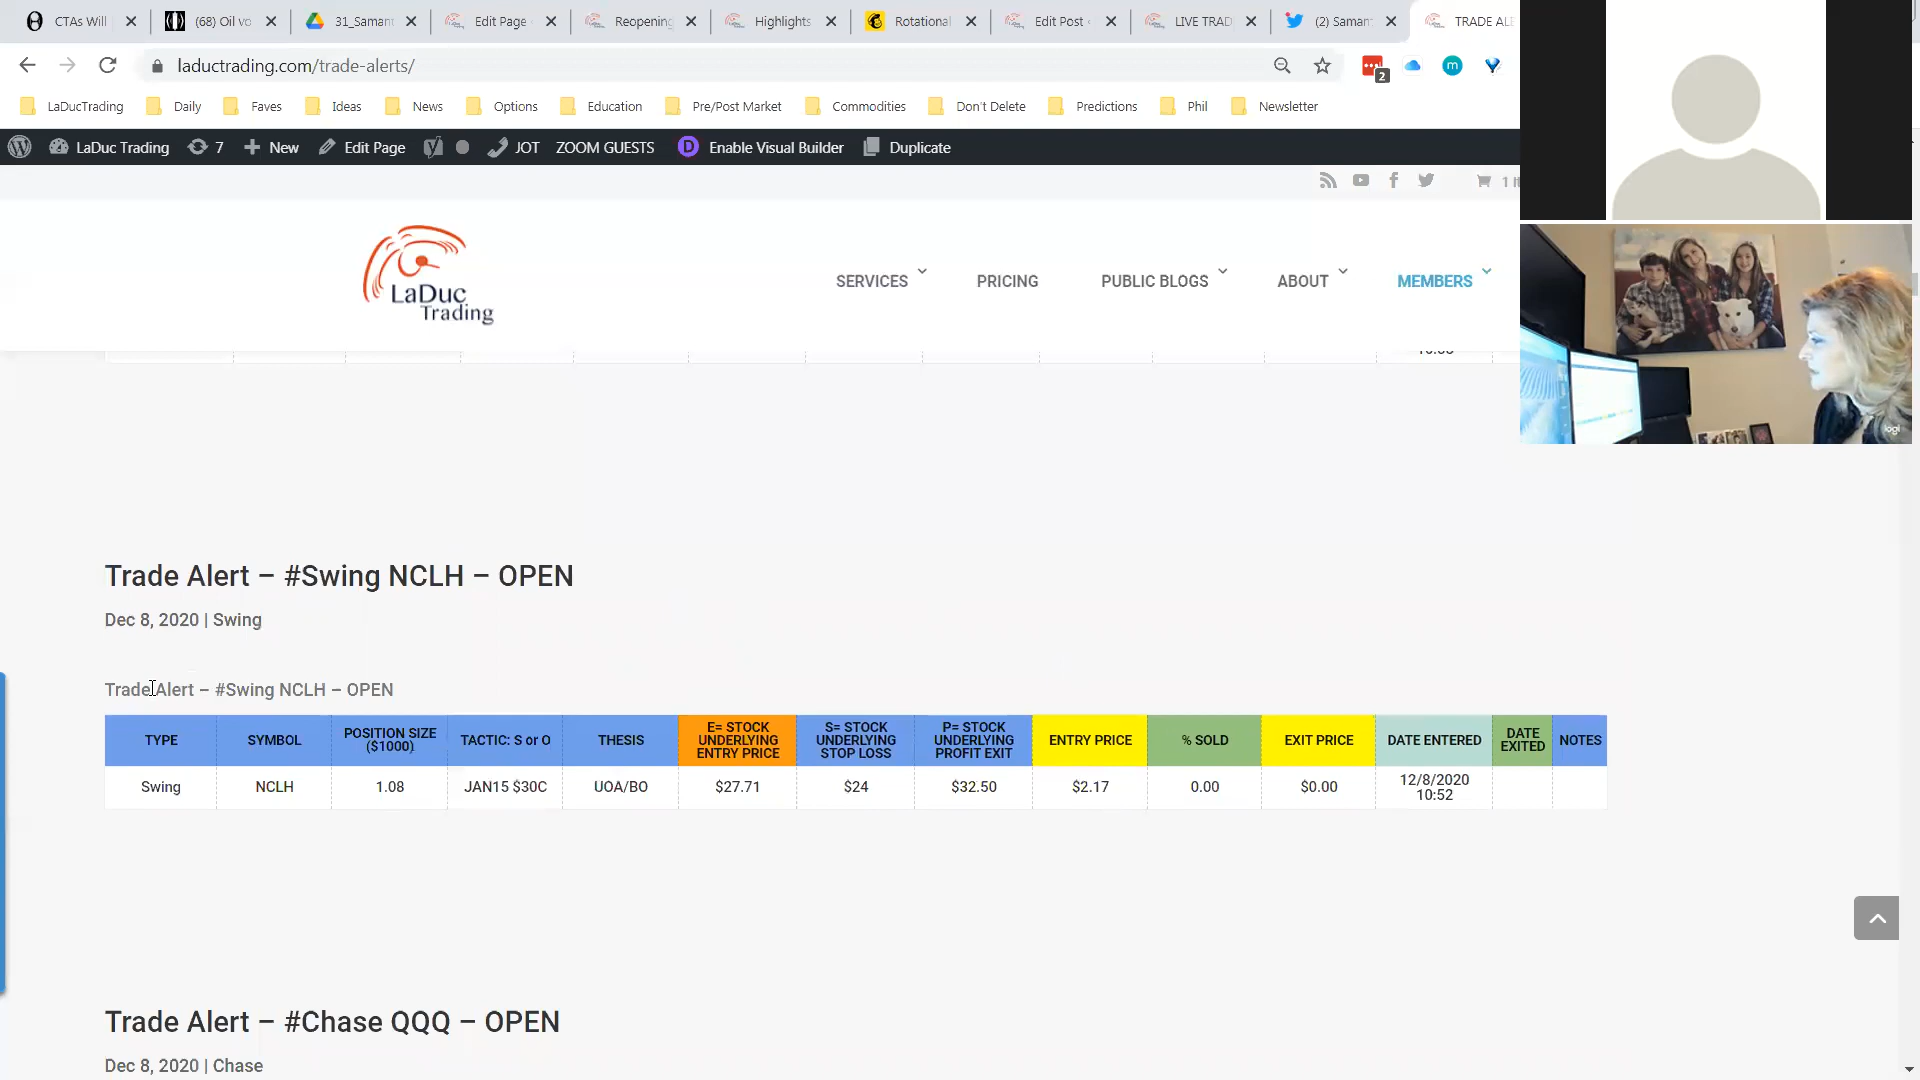 CTAs Will
(68) Oil vo
31_Samant
Edit Page
Reopening
Highlights
Rotational
Edit Post
LIVE TRAD
(2) Saman
TRADE ALE
laductrading.com/trade-alerts/
2
m
LaDucTrading
Daily
Faves
Ideas
News
Options
Education
Pre/Post Market
Commodities
Don't Delete
Predictions
Phil
Newsletter
LaDuc Trading
7
New
Edit Page
JOT
ZOOM GUESTS
D
Enable Visual Builder
Duplicate
LaDuc
Trading
SERVICES
PRICING
PUBLIC BLOGS
ABOUT
MEMBERS
logi
Trade Alert – #Swing NCLH – OPEN
Dec 8, 2020 | Swing
Trade Alert – #Swing NCLH – OPEN
TYPE
SYMBOL
POSITION SIZE
($1000)
TACTIC: S or O
THESIS
E= STOCK
UNDERLYING
ENTRY PRICE
S= STOCK
UNDERLYING
STOP LOSS
P= STOCK
UNDERLYING
PROFIT EXIT
ENTRY PRICE
% SOLD
EXIT PRICE
DATE ENTERED
DATE
EXITED
NOTES
Swing
NCLH
1.08
JAN15 $30C
UOA/BO
$27.71
$24
$32.50
$2.17
0.00
$0.00
12/8/2020
10:52
Trade Alert – #Chase QQQ – OPEN
Dec 8, 2020 | Chase